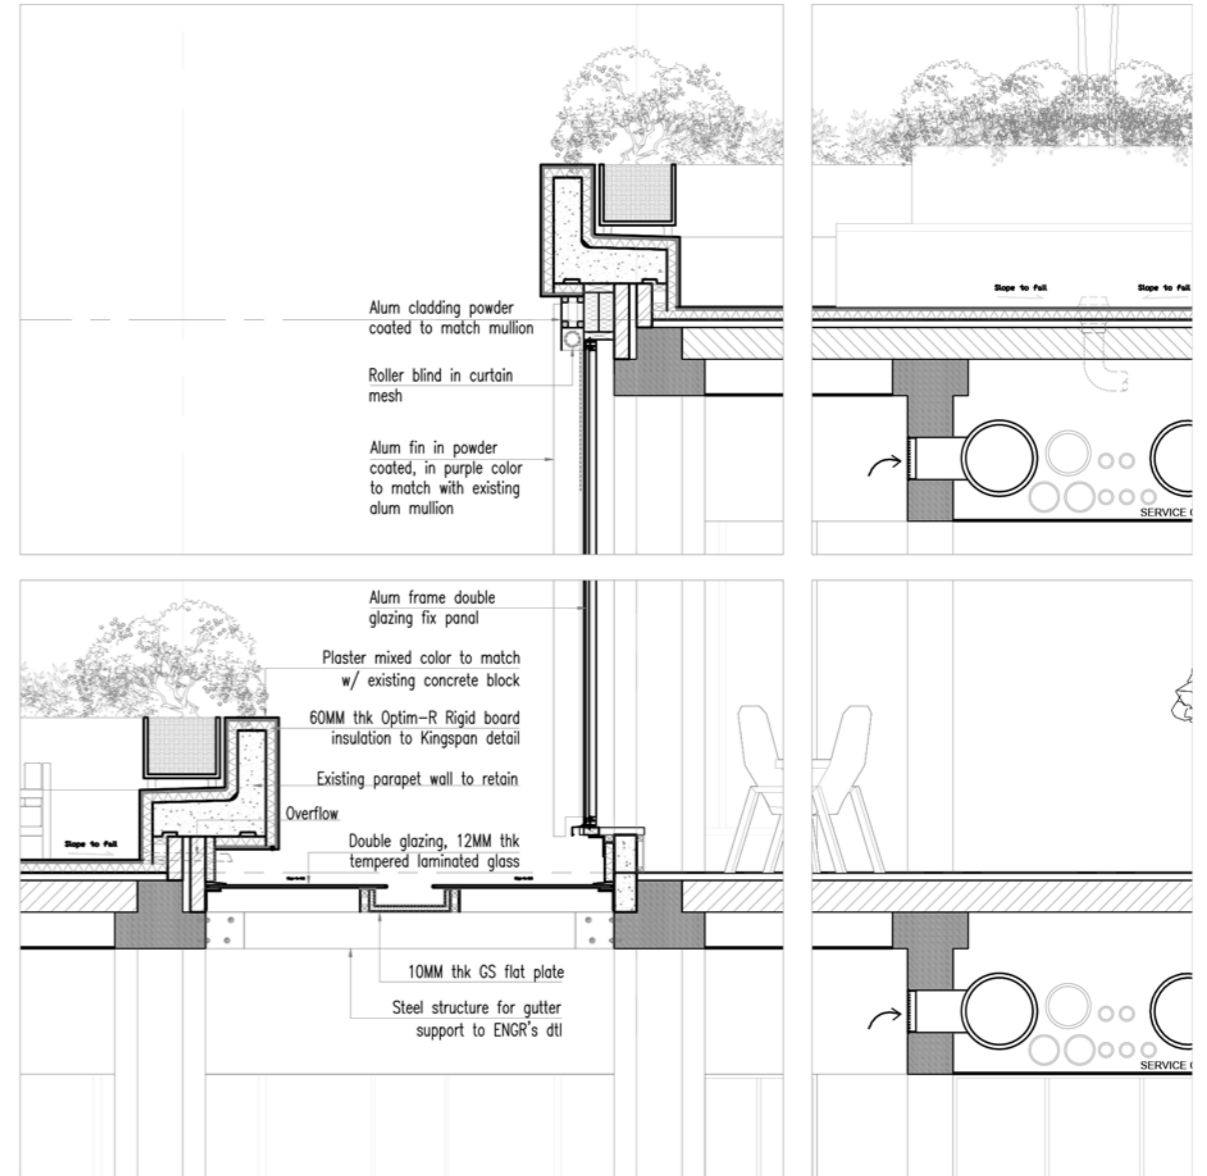 Slope to fall
Slope to fall
Alum cladding powder
coated to match mullion
Roller blind in curtain
mesh
Alum fin in powder
coated, in purple color
to match with existing
alum mullion
SERVICE
Alum frame double
glazing fix panel
Plaster mixed color to match
w/ existing concrete block
60MM thk Optim-R Rigid board
insulation to Kingspan detail
Existing parapet wall to retain
Overflow
Slope to fall
Double glazing, 12MM thk
tempered laminated glass
10MM thk GS flat plate
Steel structure for gutter
support to ENGR's dtl
SERVICE